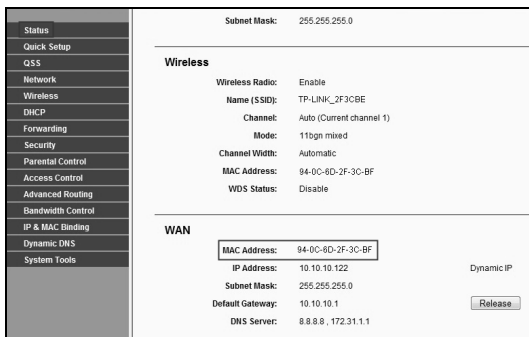 Status
Quick Setup
QSS
Network
Wireless
DHCP
Forwarding
Security
Parental Control
Access Control
Advanced Routing
Bandwidth Control
IP & MAC Binding
Dynamic DNS
System Tools
Subnet Mask: 255.255.255.0
Wireless
Wireless Radio: Enable
Name (SSID): TP-LINK_2F3CBE
Channel: Auto (Current channel 1)
Mode: 11bgn mixed
Channel Width: Automatic
MAC Address: 94-0C-6D-2F-3C-BF
WDS Status: Disable
WAN
MAC Address: 94-0C-6D-2F-3C-BF
IP Address: 10.10.10.122 Dynamic IP
Subnet Mask: 255.255.255.0
Default Gateway: 10.10.10.1 Release
DNS Server: 8.8.8.8 , 172.31.1.1